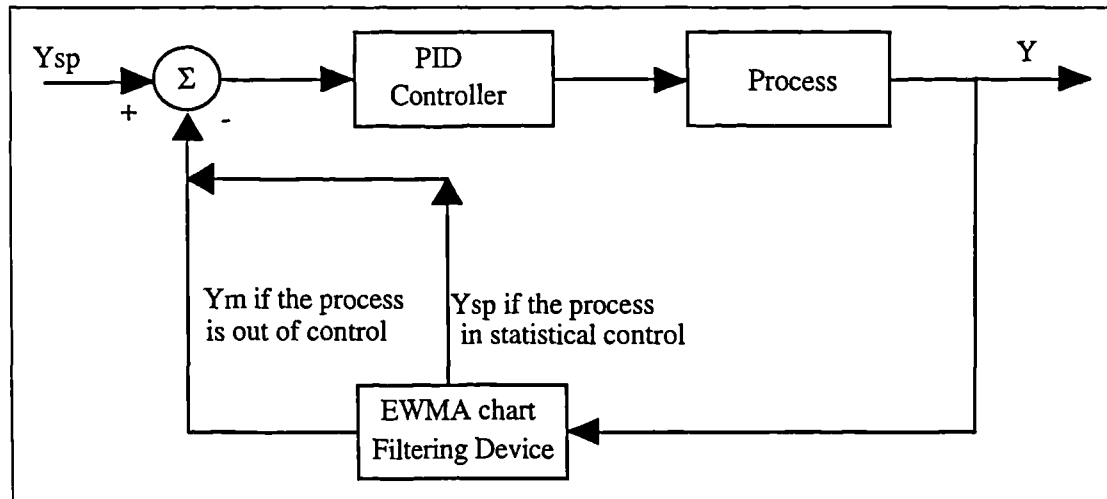 Ysp
+
Σ
-
PID
Controller
Process
Y
Ym if the process
is out of control
Ysp if the process
in statistical control
EWMA chart
Filtering Device